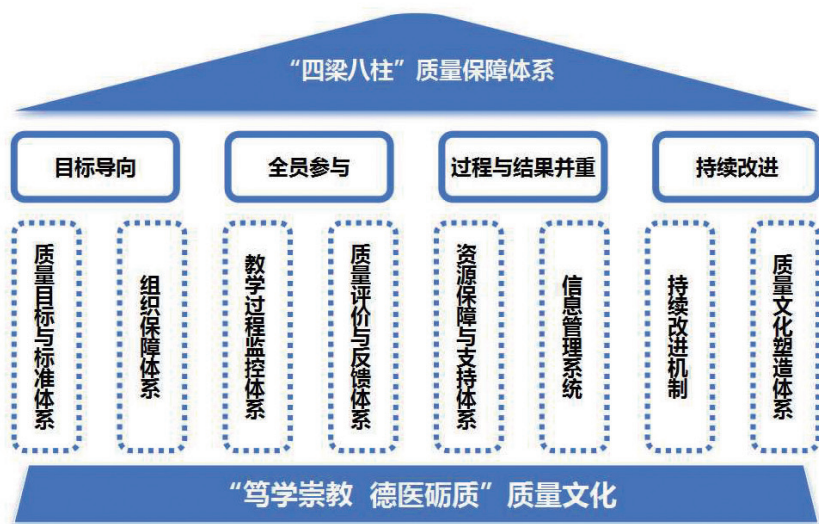 “四梁八柱”质量保障体系
目标导向
全员参与
过程与结果并重
持续改进
质量目标与标准体系
组织保障体系
教学过程监控体系
质量评价与反馈体系
资源保障与支持体系
信息管理系统
持续改进机制
质量文化塑造体系
“笃学崇教 德医砺质”质量文化